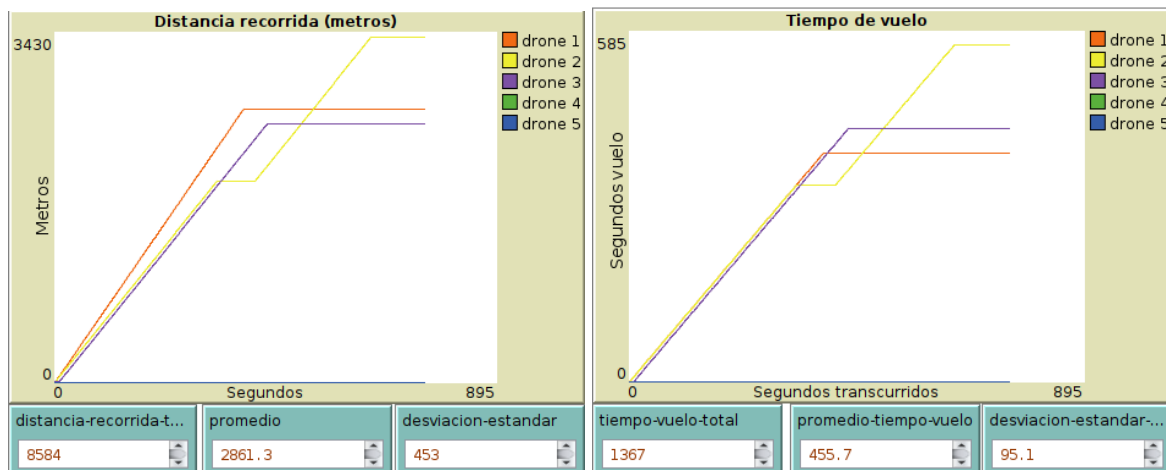 Distancia recorrida (metros)
3430
Metros
0
0
Segundos
895
drone 1
drone 2
drone 3
drone 4
drone 5
distancia-recorrida-t...
8584
promedio
2861.3
desviacion-estandar
453
Tiempo de vuelo
585
Segundos vuelo
0
0
Segundos transcurridos
895
drone 1
drone 2
drone 3
drone 4
drone 5
tiempo-vuelo-total
1367
promedio-tiempo-vuelo
455.7
desviacion-estandar-...
95.1